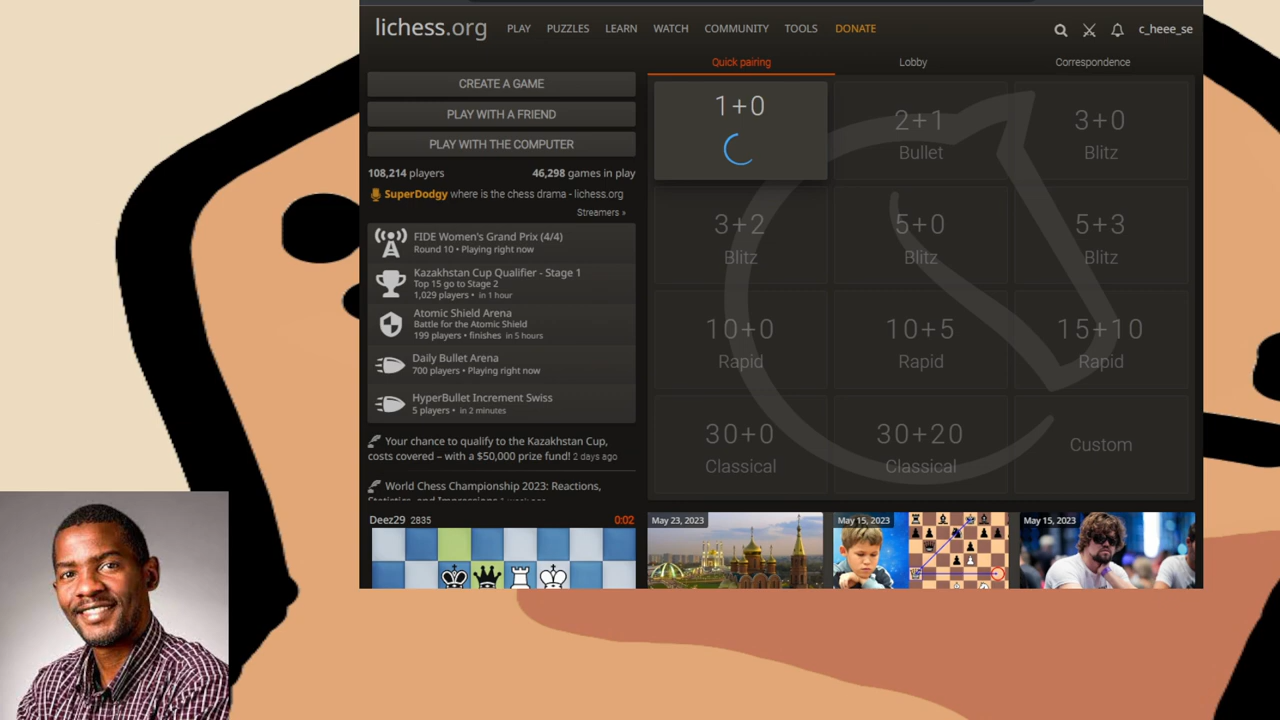 lichess.org
PLAY
PUZZLES
LEARN
WATCH
COMMUNITY
TOOLS
DONATE
c_heee_se
CREATE A GAME
PLAY WITH A FRIEND
PLAY WITH THE COMPUTER
108,214 players
46,298 games in play
SuperDodgy where is the chess drama - lichess.org
Streamers »
FIDE Women's Grand Prix (4/4)
Round 10 • Playing right now
Kazakhstan Cup Qualifier - Stage 1
Top 15 go to Stage 2
1,029 players • in 1 hour
Atomic Shield Arena
Battle for the Atomic Shield
199 players • finishes in 5 hours
Daily Bullet Arena
700 players • Playing right now
HyperBullet Increment Swiss
5 players • in 2 minutes
Your chance to qualify to the Kazakhstan Cup,
costs covered – with a $50,000 prize fund! 2 days ago
World Chess Championship 2023: Reactions,
Statistics, and Impressions 1 week ago
Quick pairing
Lobby
Correspondence
1+0
2+1
Bullet
3+0
Blitz
3+2
Blitz
5+0
Blitz
5+3
Blitz
10+0
Rapid
10+5
Rapid
15+10
Rapid
30+0
Classical
30+20
Classical
Custom
Deez29 2835
0:02
May 23, 2023
May 15, 2023
May 15, 2023